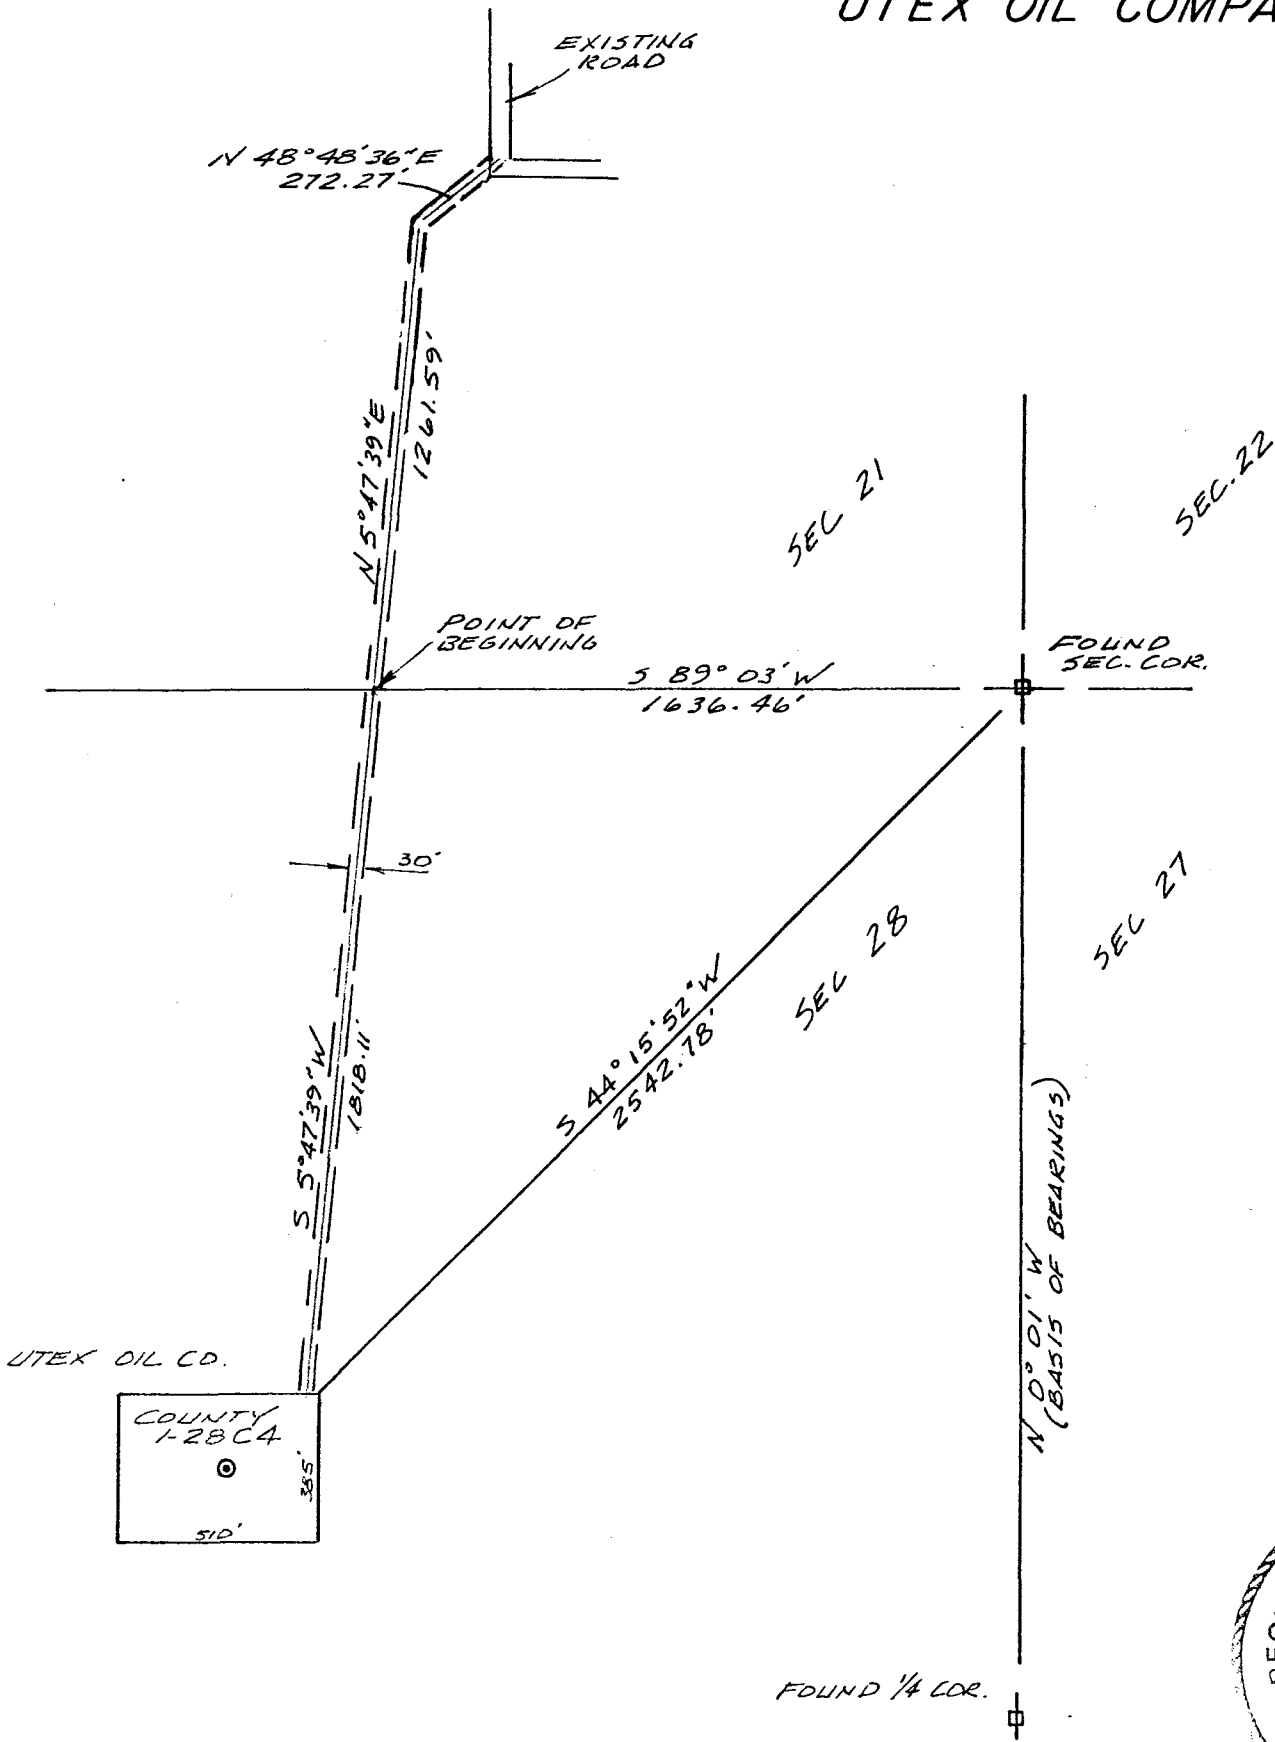 UTEX OIL COMPA
EXISTING
ROAD
N 48° 48' 36" E
272.27'
N 5° 47' 39" E
1261.59'
SEC 21
SEC. 22
POINT OF
BEGINNING
S 89° 03' W
1636.46'
FOUND
SEC. COR.
30'
SEC 28
SEC 27
S 44° 15' 52" W
2542.78'
S 5° 47' 39" W
1818.11'
N 0° 01' W
(BASIS OF BEARINGS)
UTEX OIL CO.
COUNTY
1-28C4
385'
510'
FOUND 1/4 COR.